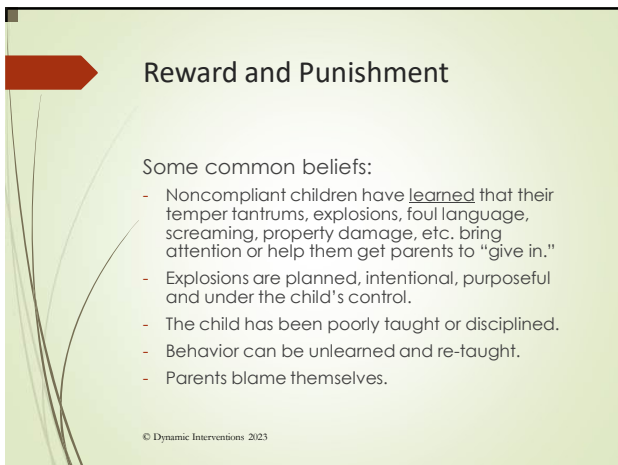 Reward and Punishment
Some common beliefs:
- Noncompliant children have learned that their
temper tantrums, explosions, foul language,
screaming, property damage, etc. bring
attention or help them get parents to “give in.”
- Explosions are planned, intentional, purposeful
and under the child’s control.
- The child has been poorly taught or disciplined.
- Behavior can be unlearned and re-taught.
- Parents blame themselves.
© Dynamic Interventions 2023